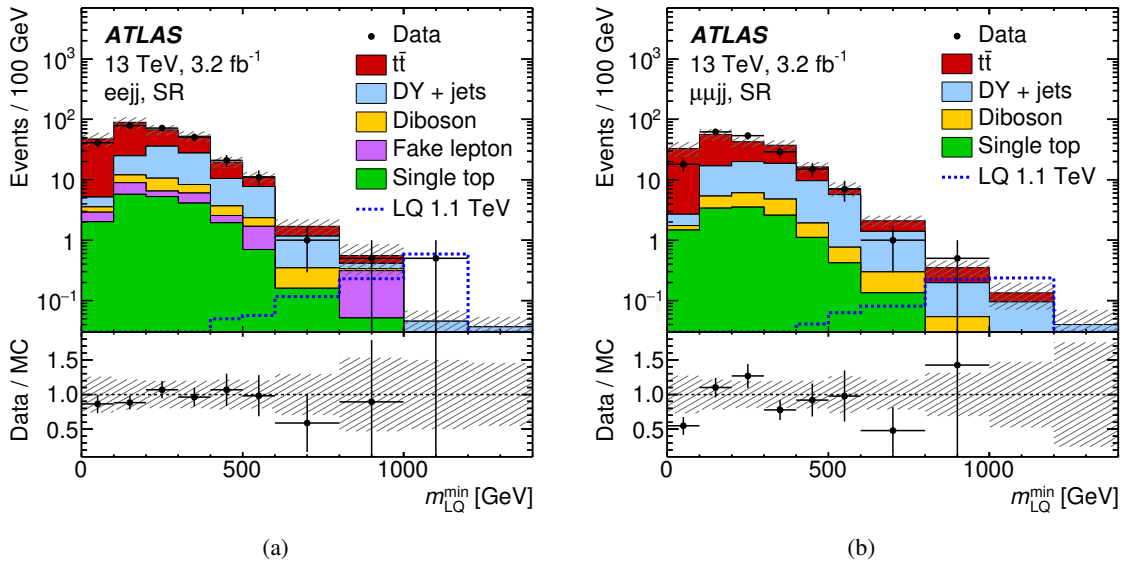 ATLAS
13 TeV, 3.2 fb⁻¹
eejj, SR
Data
tt̄
DY + jets
Diboson
Fake lepton
Single top
LQ 1.1 TeV
Events / 100 GeV
10³
10²
10
1
10⁻¹
Data / MC
1.5
1.0
0.5
0 500 1000
m_LQ^min [GeV]
(a)
ATLAS
13 TeV, 3.2 fb⁻¹
μμjj, SR
Data
tt̄
DY + jets
Diboson
Single top
LQ 1.1 TeV
Events / 100 GeV
10³
10²
10
1
10⁻¹
Data / MC
1.5
1.0
0.5
0 500 1000
m_LQ^min [GeV]
(b)